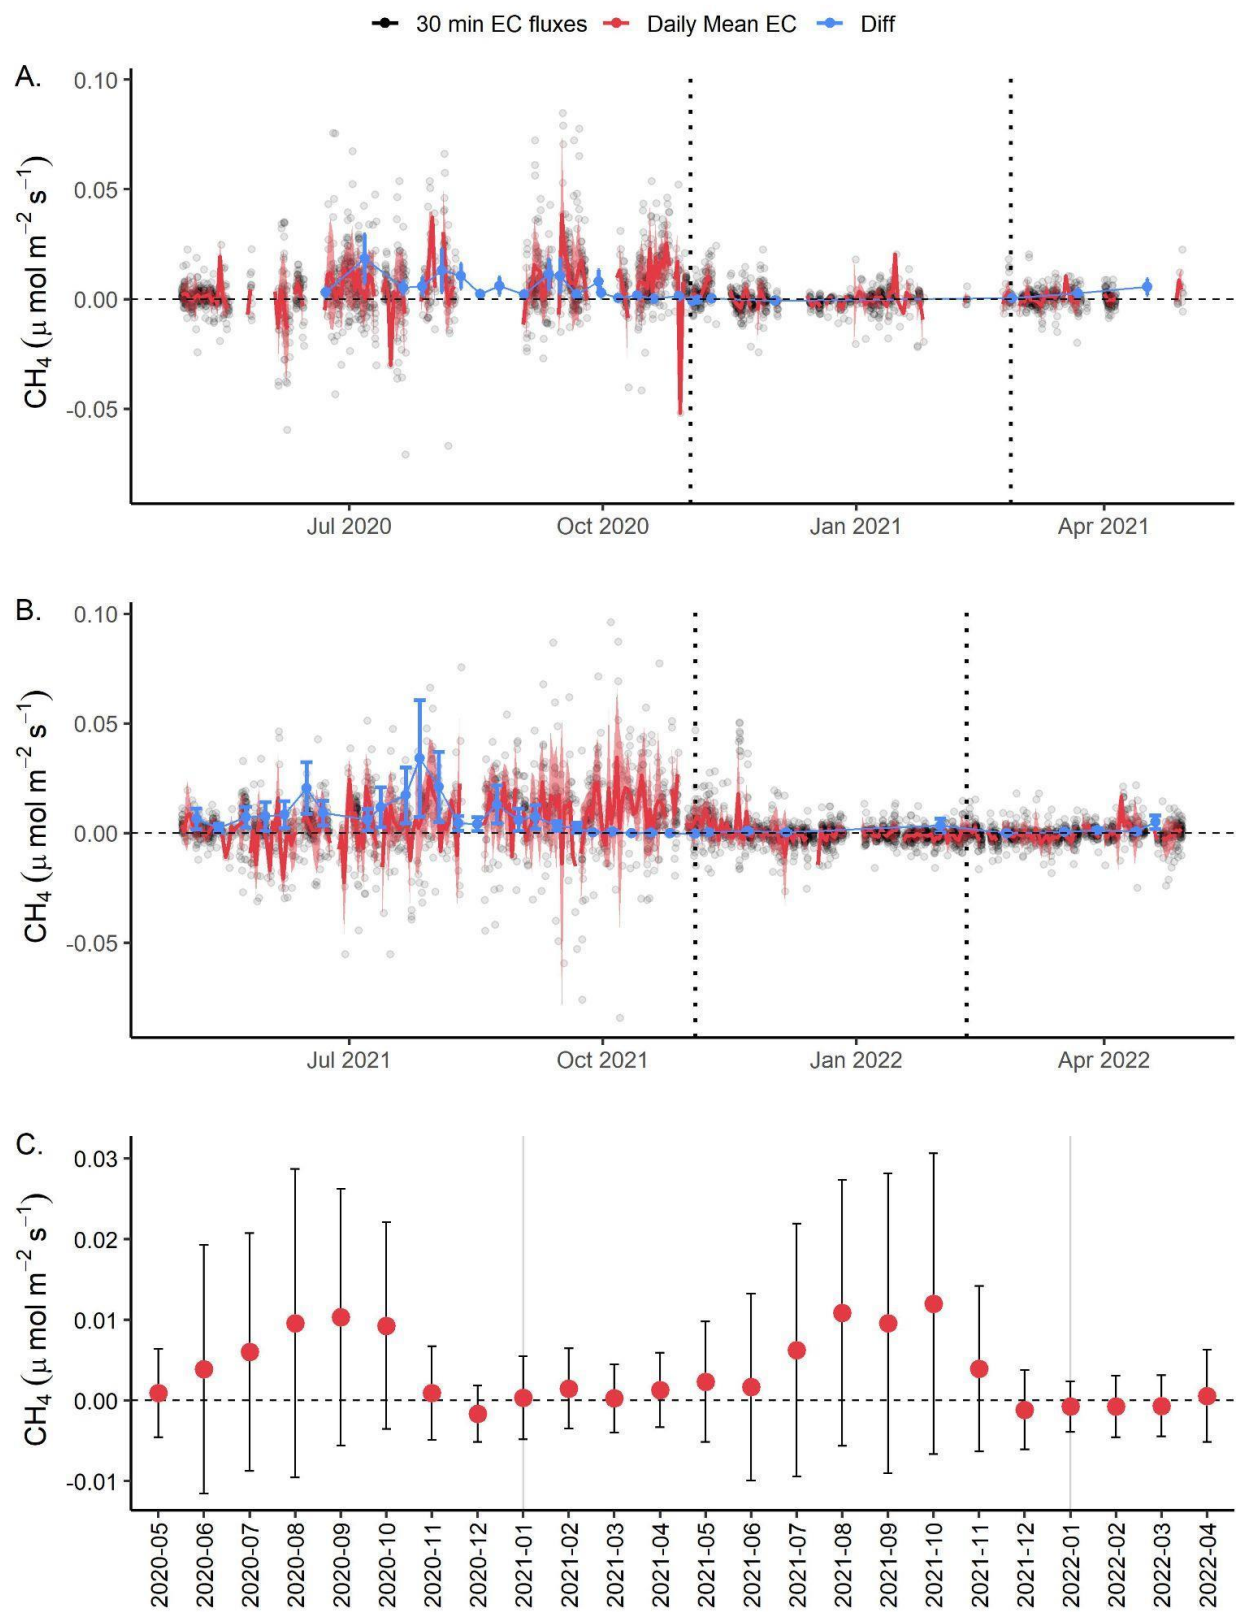 30 min EC fluxes Daily Mean EC Diff
A.
CH4 (μ mol m−2 s−1)
0.10
0.05
0.00
-0.05
Jul 2020 Oct 2020 Jan 2021 Apr 2021
B.
CH4 (μ mol m−2 s−1)
0.10
0.05
0.00
-0.05
Jul 2021 Oct 2021 Jan 2022 Apr 2022
C.
CH4 (μ mol m−2 s−1)
0.03
0.02
0.01
0.00
-0.01
2020-05 2020-06 2020-07 2020-08 2020-09 2020-10 2020-11 2020-12 2021-01 2021-02 2021-03 2021-04 2021-05 2021-06 2021-07 2021-08 2021-09 2021-10 2021-11 2021-12 2022-01 2022-02 2022-03 2022-04